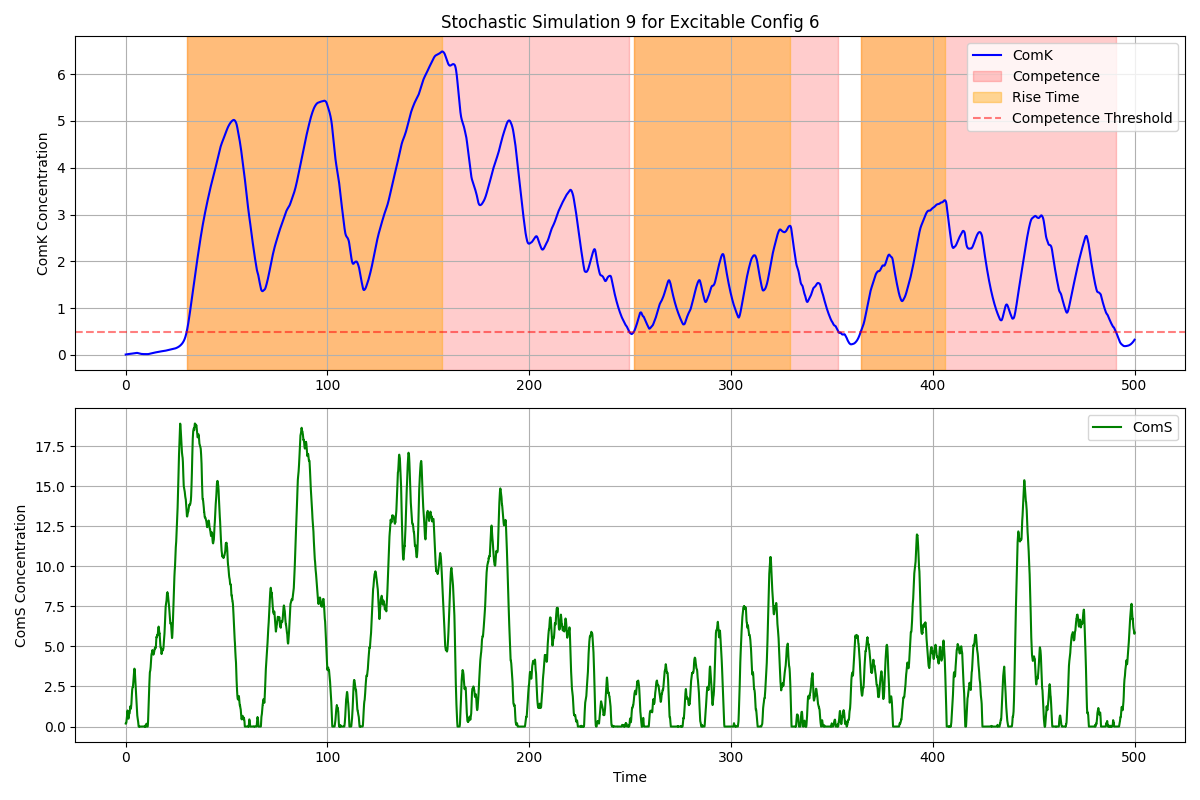 Stochastic Simulation 9 for Excitable Config 6
ComK Concentration
6
5
4
3
2
1
0
ComK
Competence
Rise Time
Competence Threshold
0 100 200 300 400 500
ComS Concentration
17.5
15.0
12.5
10.0
7.5
5.0
2.5
0.0
ComS
0 100 200 300 400 500
Time